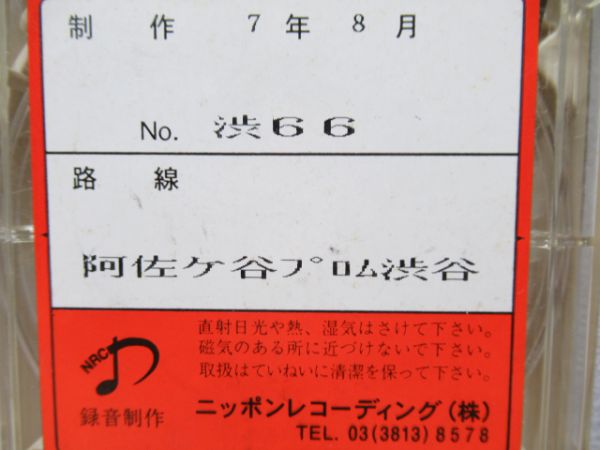 制作 7年8月
No. 渋66
路線
阿佐ケ谷ﾌﾟﾛﾑ渋谷
直射日光や熱、湿気はさけて下さい。
磁気のある所に近づけないで下さい。
取扱はていねいに清潔を保って下さい。
NRC
録音制作
ニッポンレコーディング(株)
TEL. 03(3813)8578